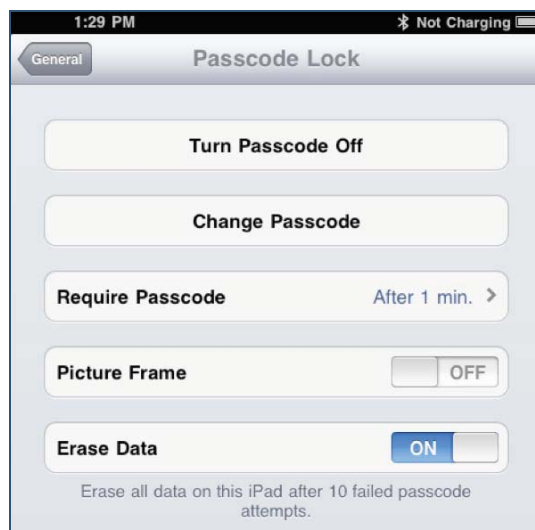 1:29 PM Not Charging
General Passcode Lock
Turn Passcode Off
Change Passcode
Require Passcode After 1 min.
Picture Frame OFF
Erase Data ON
Erase all data on this iPad after 10 failed passcode
attempts.